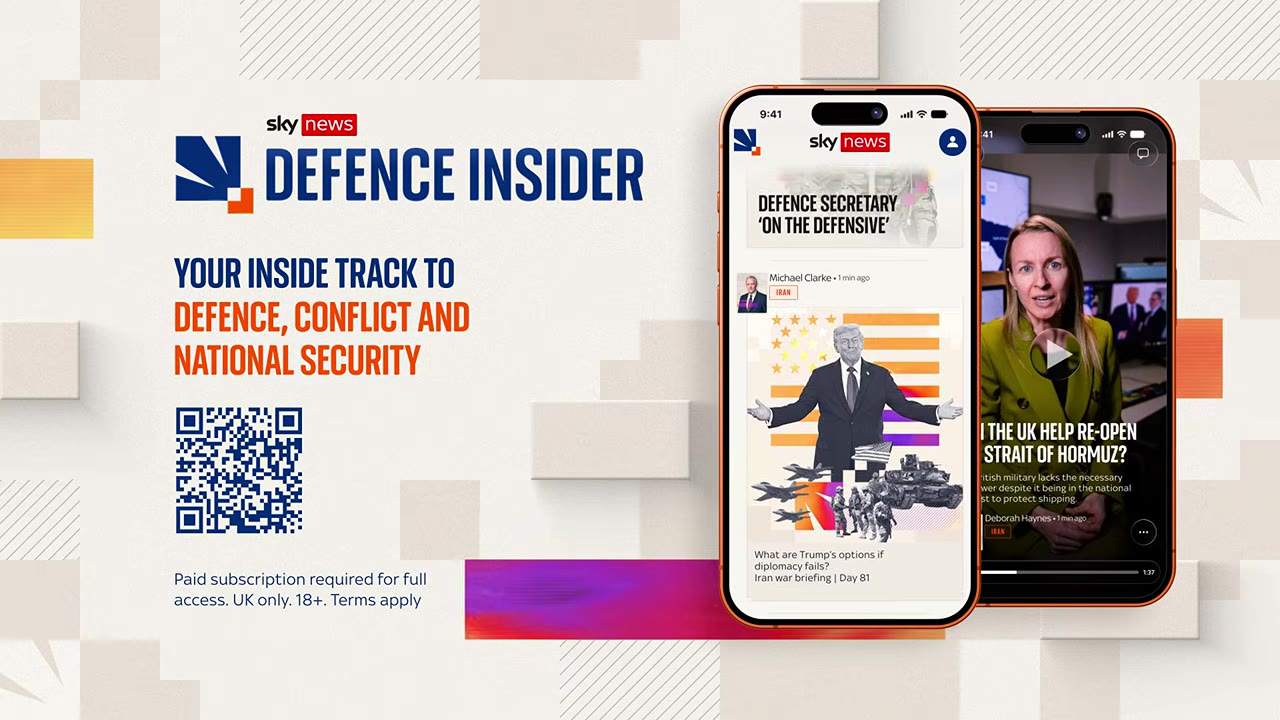 sky news
DEFENCE INSIDER
YOUR INSIDE TRACK TO
DEFENCE, CONFLICT AND
NATIONAL SECURITY
Paid subscription required for full
access. UK only. 18+. Terms apply
9:41
sky news
DEFENCE SECRETARY
‘ON THE DEFENSIVE’
Michael Clarke • 1 min ago
IRAN
What are Trump's options if
diplomacy fails?
Iran war briefing | Day 81
:41
THE UK HELP RE-OPEN
STRAIT OF HORMUZ?
military lacks the necessary
despite it being in the national
to protect shipping.
Deborah Haynes • 1 min ago
IRAN
1:37